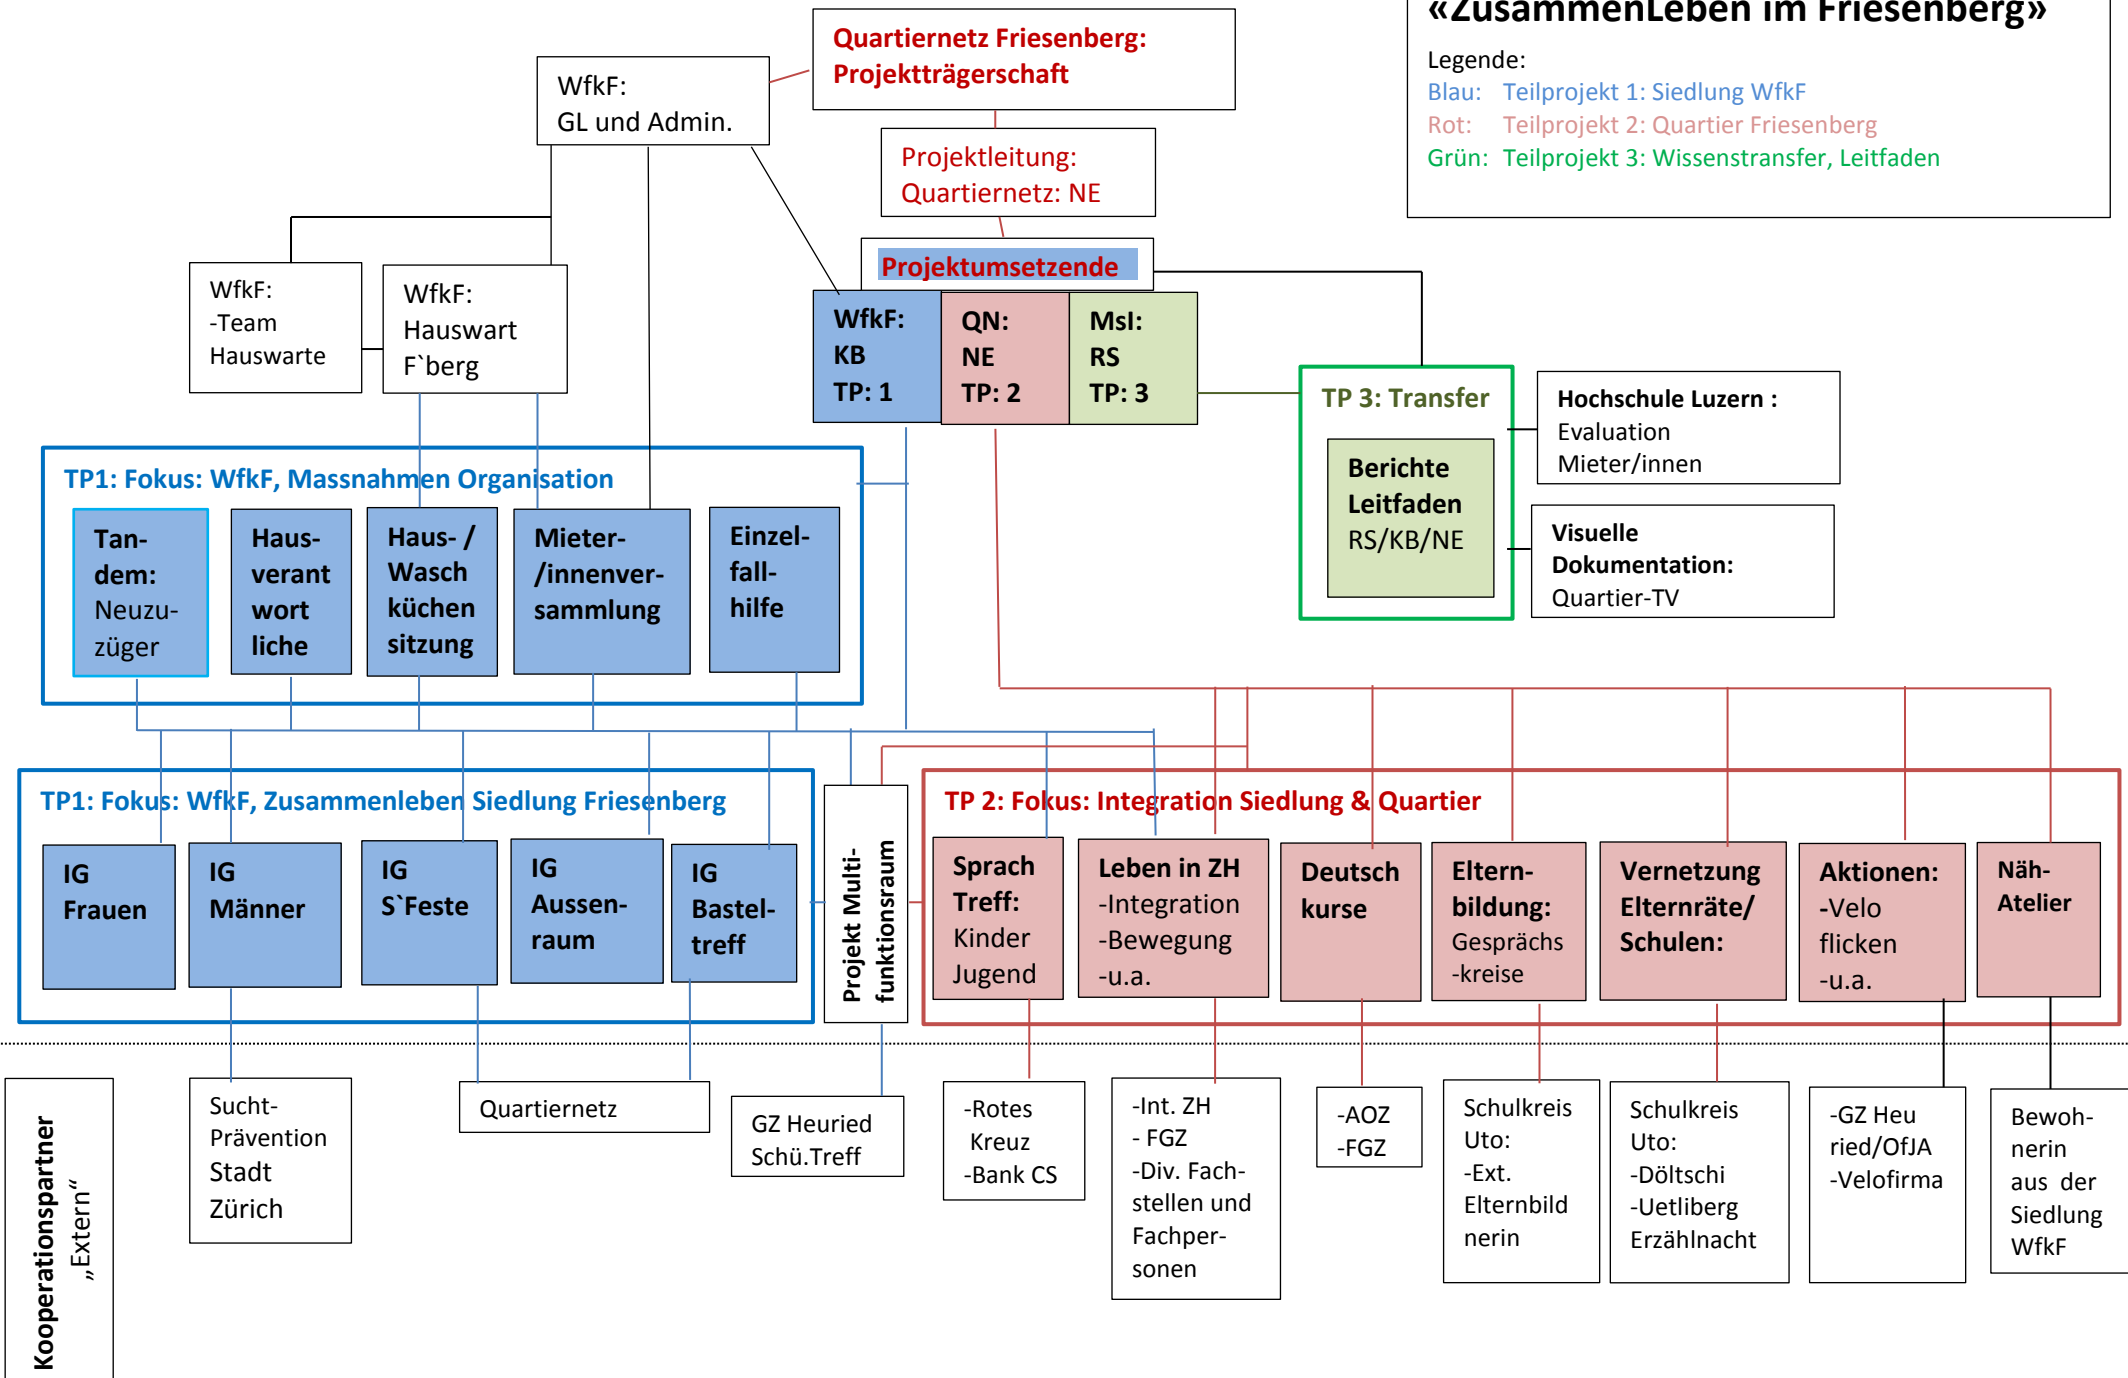 «ZusammenLeben im Friesenberg»
Legende:
Blau: Teilprojekt 1: Siedlung WfkF
Rot: Teilprojekt 2: Quartier Friesenberg
Grün: Teilprojekt 3: Wissenstransfer, Leitfaden
Quartiernetz Friesenberg:
Projektträgerschaft
WfkF:
GL und Admin.
Projektleitung:
Quartiernetz: NE
Projektumsetzende
WfkF:
-Team
Hauswarte
WfkF:
Hauswart
F`berg
WfkF:
KB
TP: 1
QN:
NE
TP: 2
MsI:
RS
TP: 3
TP 3: Transfer
Berichte
Leitfaden
RS/KB/NE
Hochschule Luzern :
Evaluation
Mieter/innen
Visuelle
Dokumentation:
Quartier-TV
TP1: Fokus: WfkF, Massnahmen Organisation
Tan-
dem:
Neuzu-
züger
Haus-
verant
wort
liche
Haus- /
Wasch
küchen
sitzung
Mieter-
/innenver-
sammlung
Einzel-
fall-
hilfe
TP1: Fokus: WfkF, Zusammenleben Siedlung Friesenberg
IG
Frauen
IG
Männer
IG
S`Feste
IG
Aussen-
raum
IG
Bastel-
treff
Projekt Multi-
funktionsraum
TP 2: Fokus: Integration Siedlung & Quartier
Sprach
Treff:
Kinder
Jugend
Leben in ZH
-Integration
-Bewegung
-u.a.
Deutsch
kurse
Eltern-
bildung:
Gesprächs
-kreise
Vernetzung
Elternräte/
Schulen:
Aktionen:
-Velo
flicken
-u.a.
Näh-
Atelier
Kooperationspartner
„Extern“
Sucht-
Prävention
Stadt
Zürich
Quartiernetz
GZ Heuried
Schü.Treff
-Rotes
Kreuz
-Bank CS
-Int. ZH
- FGZ
-Div. Fach-
stellen und
Fachper-
sonen
-AOZ
-FGZ
Schulkreis
Uto:
-Ext.
Elternbild
nerin
Schulkreis
Uto:
-Döltschi
-Uetliberg
Erzählnacht
-GZ Heu
ried/OfJA
-Velofirma
Bewoh-
nerin
aus der
Siedlung
WfkF